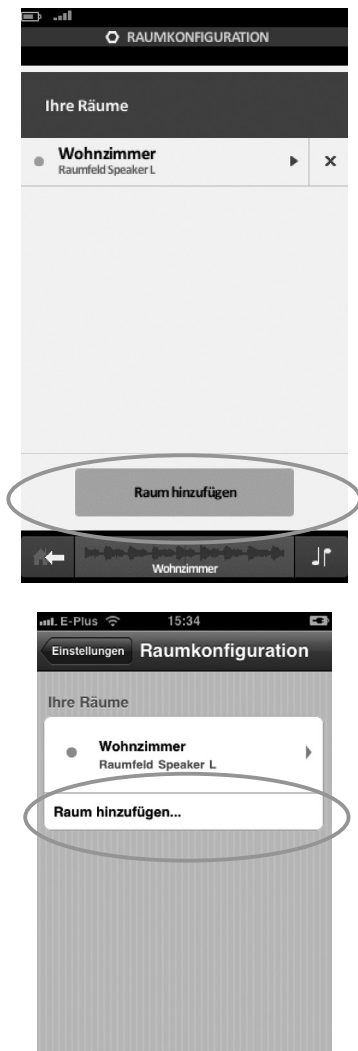 RAUMKONFIGURATION
Ihre Räume
Wohnzimmer
Raumfeld Speaker L
Raum hinzufügen
Wohnzimmer
E-Plus 15:34
Einstellungen Raumkonfiguration
Ihre Räume
Wohnzimmer
Raumfeld Speaker L
Raum hinzufügen...